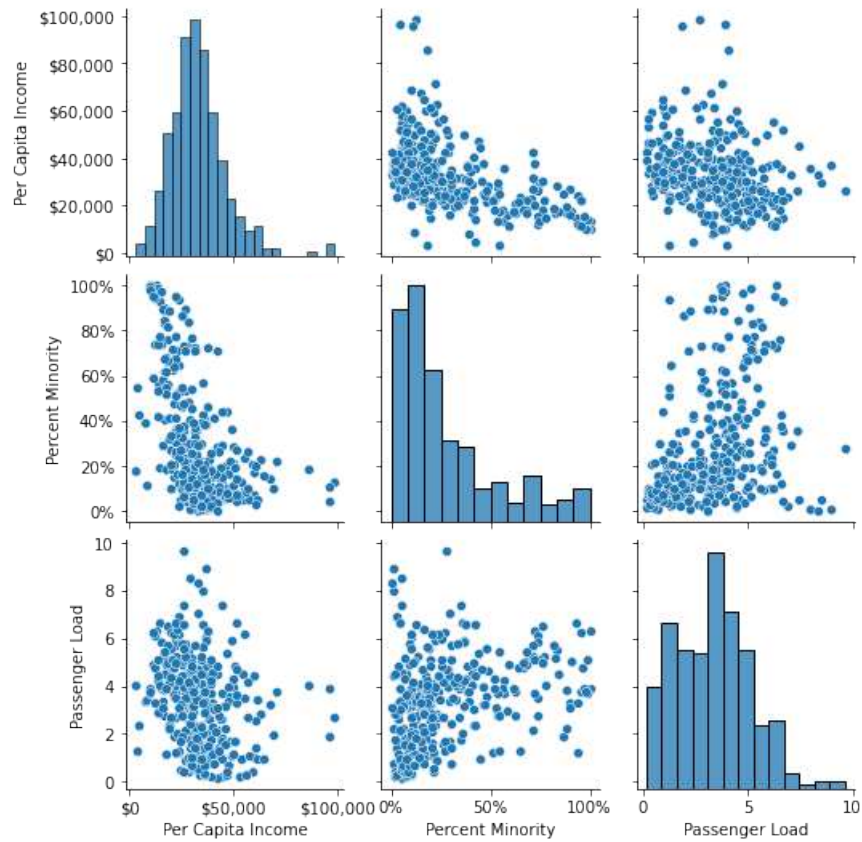 $100,000
$80,000
$60,000
$40,000
$20,000
$0
Per Capita Income
100%
80%
60%
40%
20%
0%
Percent Minority
10
8
6
4
2
0
Passenger Load
$0 $50,000 $100,000
Per Capita Income
0% 50% 100%
Percent Minority
0 5 10
Passenger Load